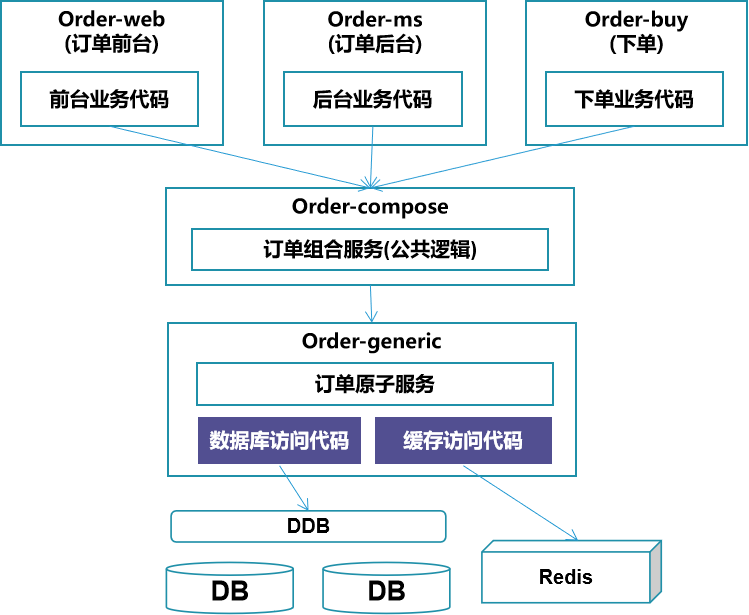 Order-web
(订单前台)
前台业务代码
Order-ms
(订单后台)
后台业务代码
Order-buy
(下单)
下单业务代码
Order-compose
订单组合服务(公共逻辑)
Order-generic
订单原子服务
数据库访问代码
缓存访问代码
DDB
DB
DB
Redis